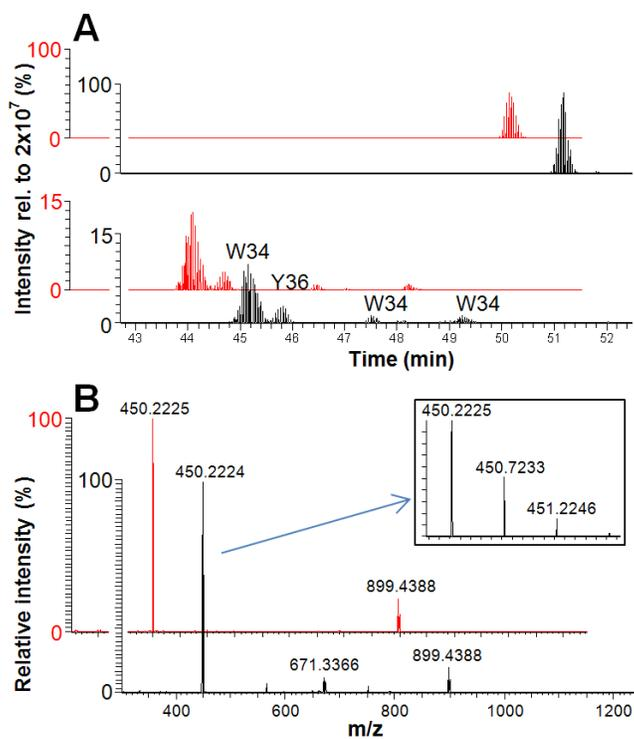 A
Intensity rel. to 2x10⁷ (%)
100
0
100
0
15
0
15
0
W34
Y36
W34
W34
43 44 45 46 47 48 49 50 51 52
Time (min)
B
Relative intensity (%)
100
0
100
0
450.2225
450.2224
899.4388
671.3366
899.4388
450.2225
450.7233
451.2246
400 600 800 1000 1200
m/z